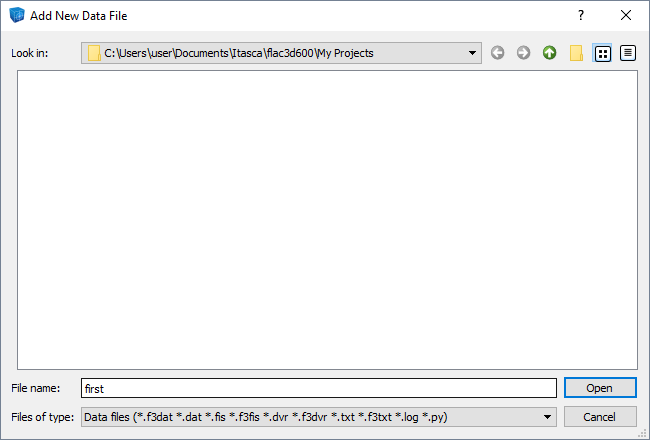 Add New Data File
?
Look in: C:\Users\user\Documents\Itasca\flac3d600\My Projects
File name: first Open
Files of type: Data files (*.f3dat *.dat *.fis *.f3fis *.dvr *.f3dvr *.txt *.f3txt *.log *.py) Cancel